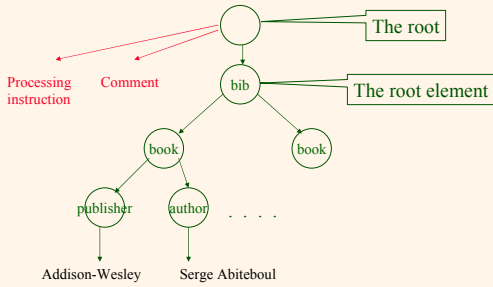 The root
Processing
instruction
Comment
bib
The root element
book
book
publisher
author
. . . .
Addison-Wesley
Serge Abiteboul